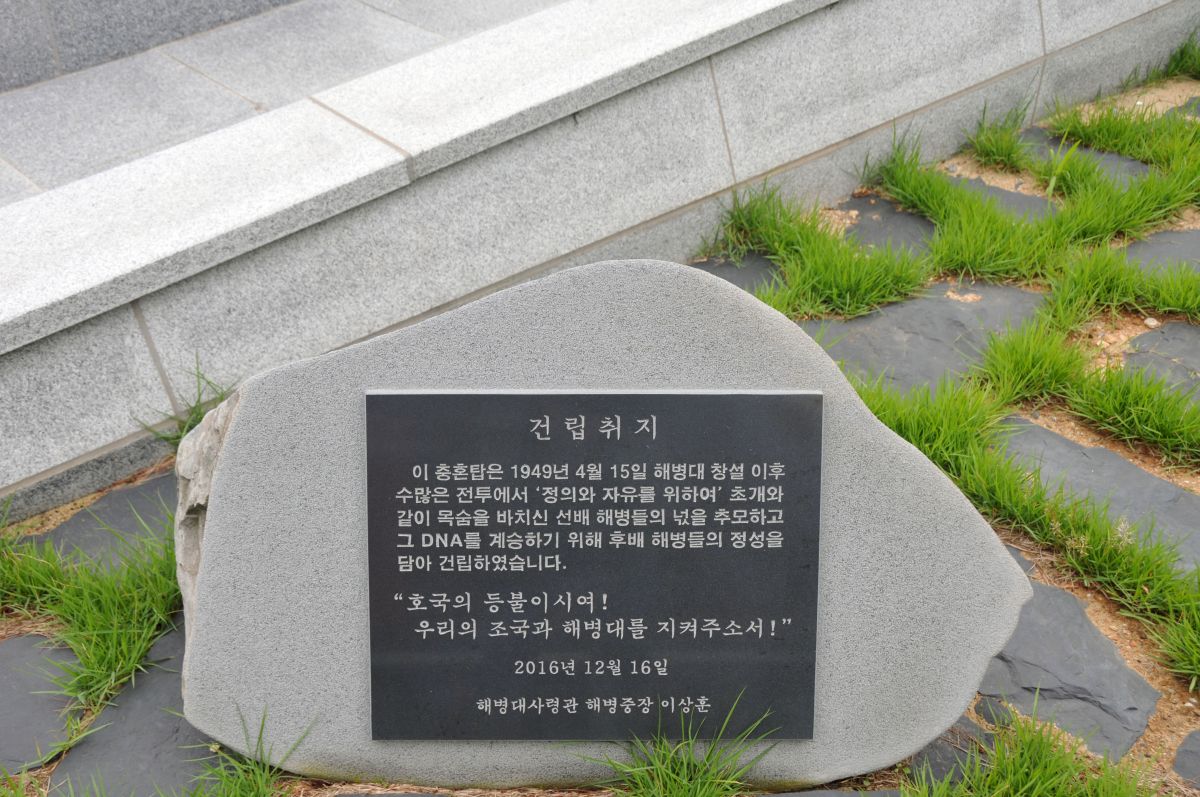 건립취지
이 충혼탑은 1949년 4월 15일 해병대 창설 이후
수많은 전투에서 ‘정의와 자유를 위하여’ 초개와
같이 목숨을 바치신 선배 해병들의 넋을 추모하고
그 DNA를 계승하기 위해 후배 해병들의 정성을
담아 건립하였습니다.
“호국의 등불이시여!
우리의 조국과 해병대를 지켜주소서!”
2016년 12월 16일
해병대사령관 해병중장 이상훈